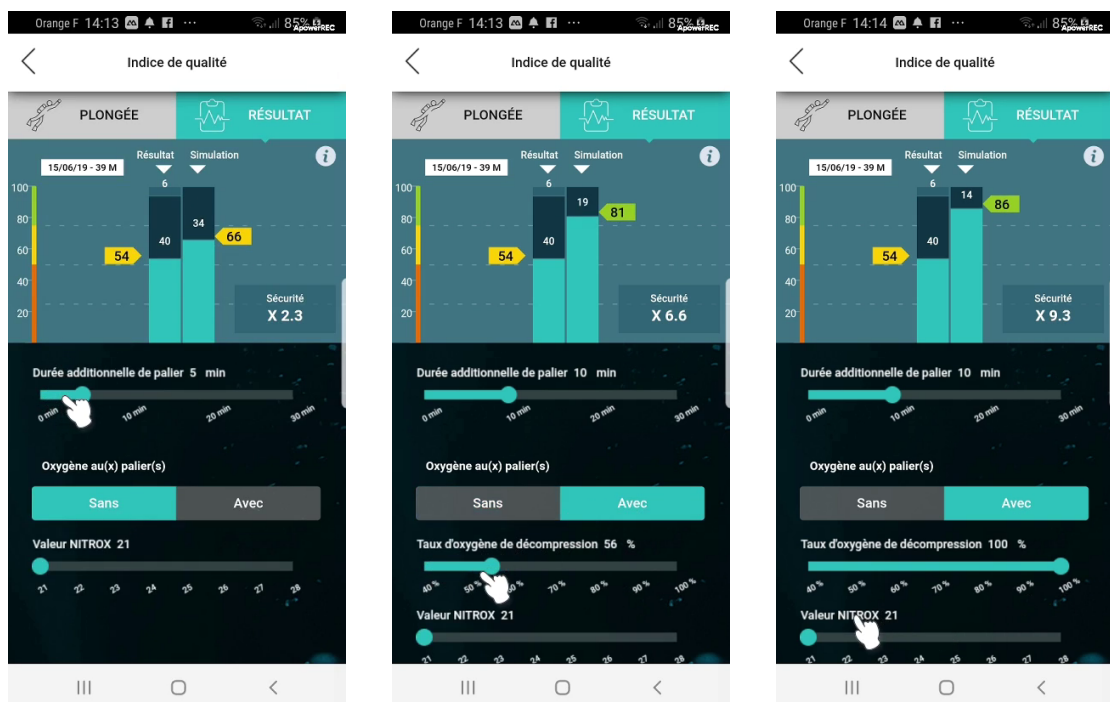 Orange F 14:13 85%
ApowerREC
Indice de qualité
PLONGÉE
RÉSULTAT
Résultat Simulation
15/06/19 - 39 M
i
100
80
60
40
20
6
40
34
54
66
Sécurité
X 2.3
Durée additionnelle de palier 5 min
0 min 10 min 20 min 30 min
Oxygène au(x) palier(s)
Sans Avec
Valeur NITROX 21
21 22 23 24 25 26 27 28
Orange F 14:13 85%
ApowerREC
Indice de qualité
PLONGÉE
RÉSULTAT
Résultat Simulation
15/06/19 - 39 M
i
100
80
60
40
20
6
40
19
54
81
Sécurité
X 6.6
Durée additionnelle de palier 10 min
0 min 10 min 20 min 30 min
Oxygène au(x) palier(s)
Sans Avec
Taux d'oxygène de décompression 56 %
40 % 50 % 60 % 70 % 80 % 90 % 100 %
Valeur NITROX 21
21 22 23 24 25 26 27 28
Orange F 14:14 85%
ApowerREC
Indice de qualité
PLONGÉE
RÉSULTAT
Résultat Simulation
15/06/19 - 39 M
i
100
80
60
40
20
6
40
14
54
86
Sécurité
X 9.3
Durée additionnelle de palier 10 min
0 min 10 min 20 min 30 min
Oxygène au(x) palier(s)
Sans Avec
Taux d'oxygène de décompression 100 %
40 % 50 % 60 % 70 % 80 % 90 % 100 %
Valeur NITROX 21
21 22 23 24 25 26 27 28